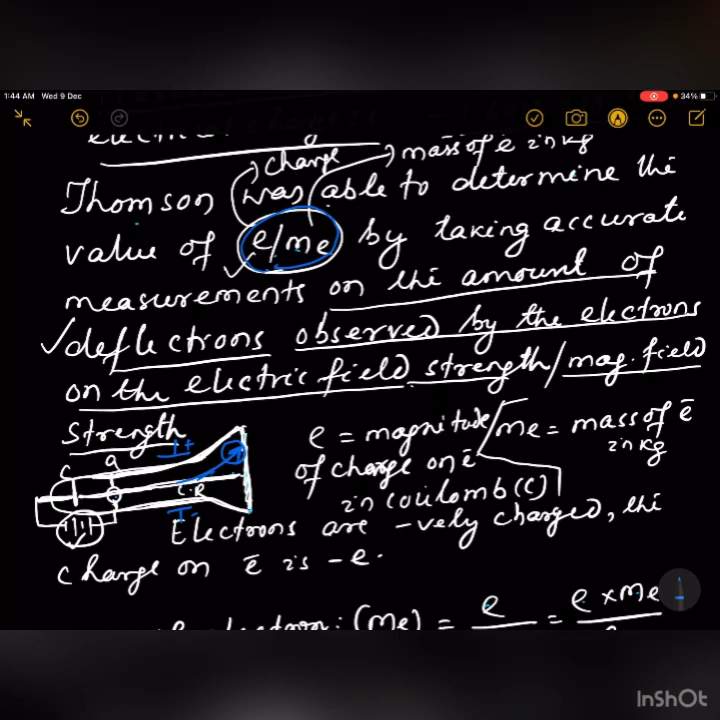 1:44 AM Wed 9 Dec
34%
charge
mass of ē in kg
Thomson was able to determine the
value of e/me by taking accurate
measurements on the amount of
deflectrons observed by the electrons
on the electric field strength/mag. field
Strength
e = magnitude
of charge on ē
in Coulomb (C)
me = mass of ē
in kg
C.R
Electrons are -vely charged, the
charge on ē is -e.
(me) = e = e x me
InShOt